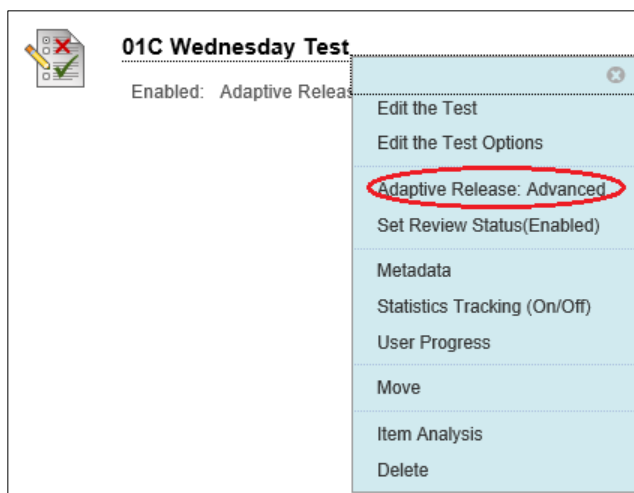 01C Wednesday Test
Enabled: Adaptive
Edit the Test
Edit the Test Options
Adaptive Release: Advanced
Set Review Status(Enabled)
Metadata
Statistics Tracking (On/Off)
User Progress
Move
Item Analysis
Delete